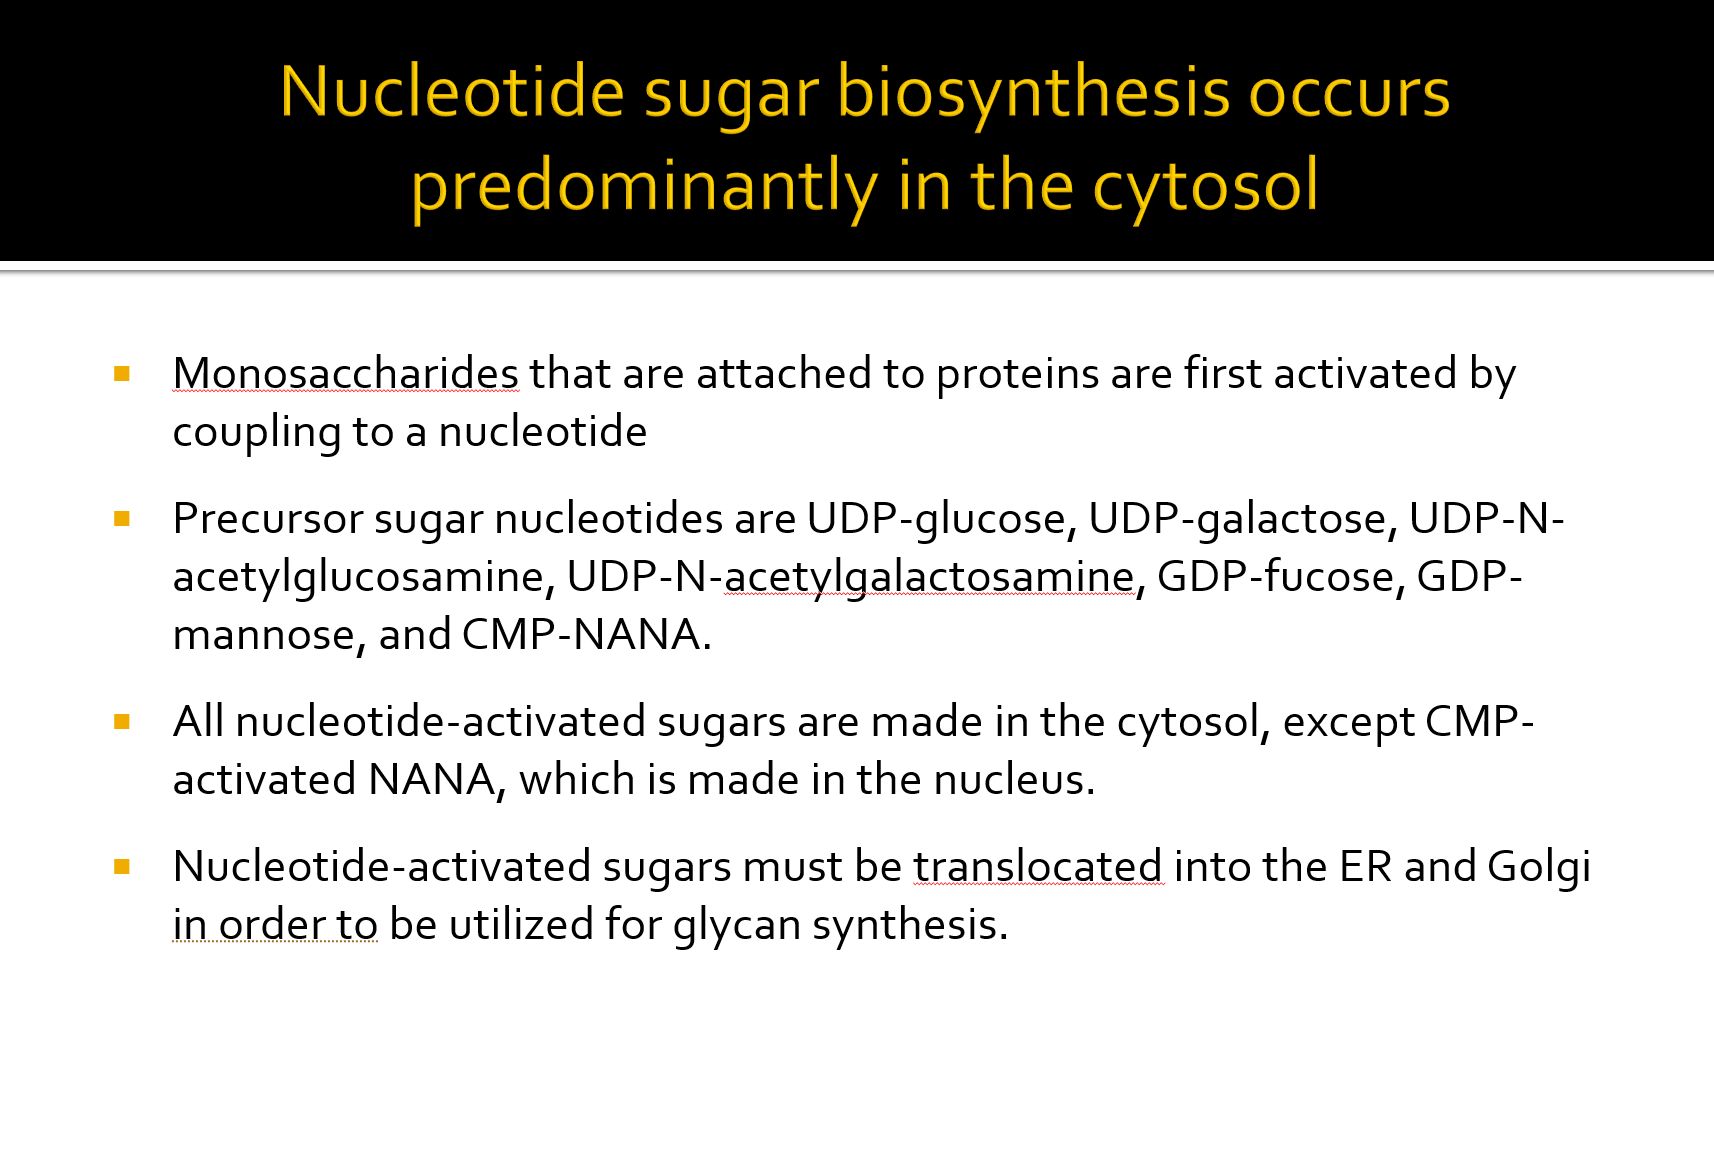 Nucleotide sugar biosynthesis occurs
predominantly in the cytosol
Monosaccharides that are attached to proteins are first activated by
coupling to a nucleotide
Precursor sugar nucleotides are UDP-glucose, UDP-galactose, UDP-N-
acetylglucosamine, UDP-N-acetylgalactosamine, GDP-fucose, GDP-
mannose, and CMP-NANA.
All nucleotide-activated sugars are made in the cytosol, except CMP-
activated NANA, which is made in the nucleus.
Nucleotide-activated sugars must be translocated into the ER and Golgi
in order to be utilized for glycan synthesis.